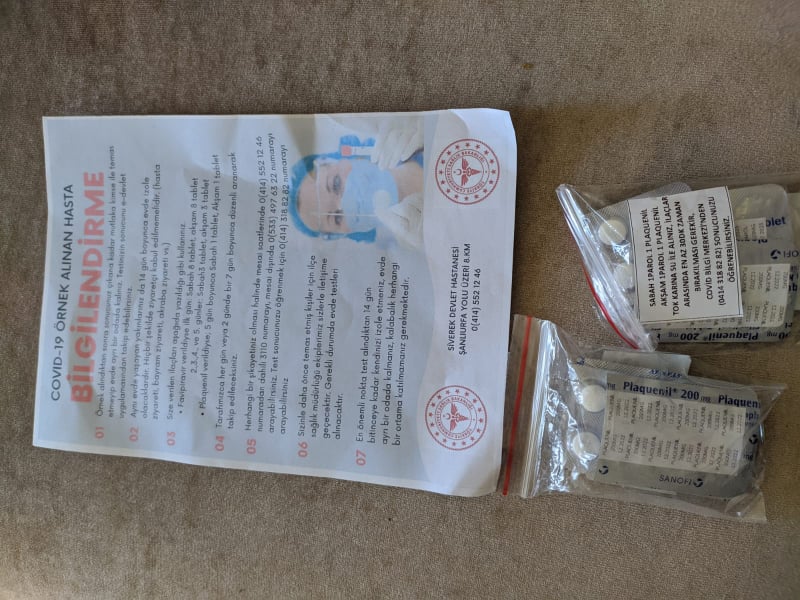 COVID-19 ÖRNEK ALINAN HASTA
BİLGİLENDİRME
01 Örnek alındıktan sonra sonucunuz çıkana kadar mutlaka kimse ile temas
etmeyip evde ayrı bir odada kalınız. Testinizin sonucunu e-devlet
uygulamasından takip edebilirsiniz.
02 Aynı evde yaşayan yakınlarınız da 14 gün boyunca evde izole
olacaklardır. Hiçbir şekilde ziyaretçi kabul edilmemelidir. (hasta
ziyareti, bayram ziyareti, akraba ziyareti vs.)
03 Size verilen ilaçları aşağıda yazıldığı gibi kullanınız.
• Favipiravir verildiyse ilk gün, Sabah 8 tablet, akşam 8 tablet
2,3,4, ve 5. günler, Sabah3 tablet, akşam 3 tablet
• Plaquenil verildiyse, 5 gün boyunca Sabah 1 tablet, Akşam 1 tablet
04 Tarafımızca her gün veya 2 günde bir 7 gün boyunca düzenli aranarak
takip edileceksiniz.
05 Herhangi bir şikayetiniz olması halinde mesai saatlerinde 0(414) 552 12 46
numaradan dahili 3110 numarayı, mesai dışında 0(533) 497 63 22 numarayı
arayabilirsiniz. Test sonucunuzu öğrenmek için 0(414) 318 82 82 numarayı
arayabilirsiniz
06 Sizinle daha önce temas etmiş kişiler için ilçe
sağlık müdürlüğü ekiplerimiz sizlerle iletişime
geçecektir. Gerekli durumda evde testleri
alınacaktır.
07 En önemli nokta test alındıktan 14 gün
bitinceye kadar kendinizi izole etmeniz, evde
ayrı bir odada kalmanız, kalabalık herhangi
bir ortama katılmamanız gerekmektedir.
SİVEREK DEVLET HASTANESİ
ŞANLIURFA YOLU ÜZERİ 8.KM
0(414) 552 12 46
SABAH 1PAROL 1 PLAQUENIL
AKŞAM 1PAROL 1 PLAQUENIL
TOK KARINA SU İLE ALINIZ, İLAÇLAR
ARASINDA EN AZ 30DK ZAMAN
BIRAKILMASI GEREKİR.
COVID BİLGİ MERKEZİ'NDEN
(0414 318 82 82) SONUCUNUZU
ÖĞRENEBİLİRSİNİZ.
Plaquenil® 200 mg
Plaquenil® 200 mg
SANOFI